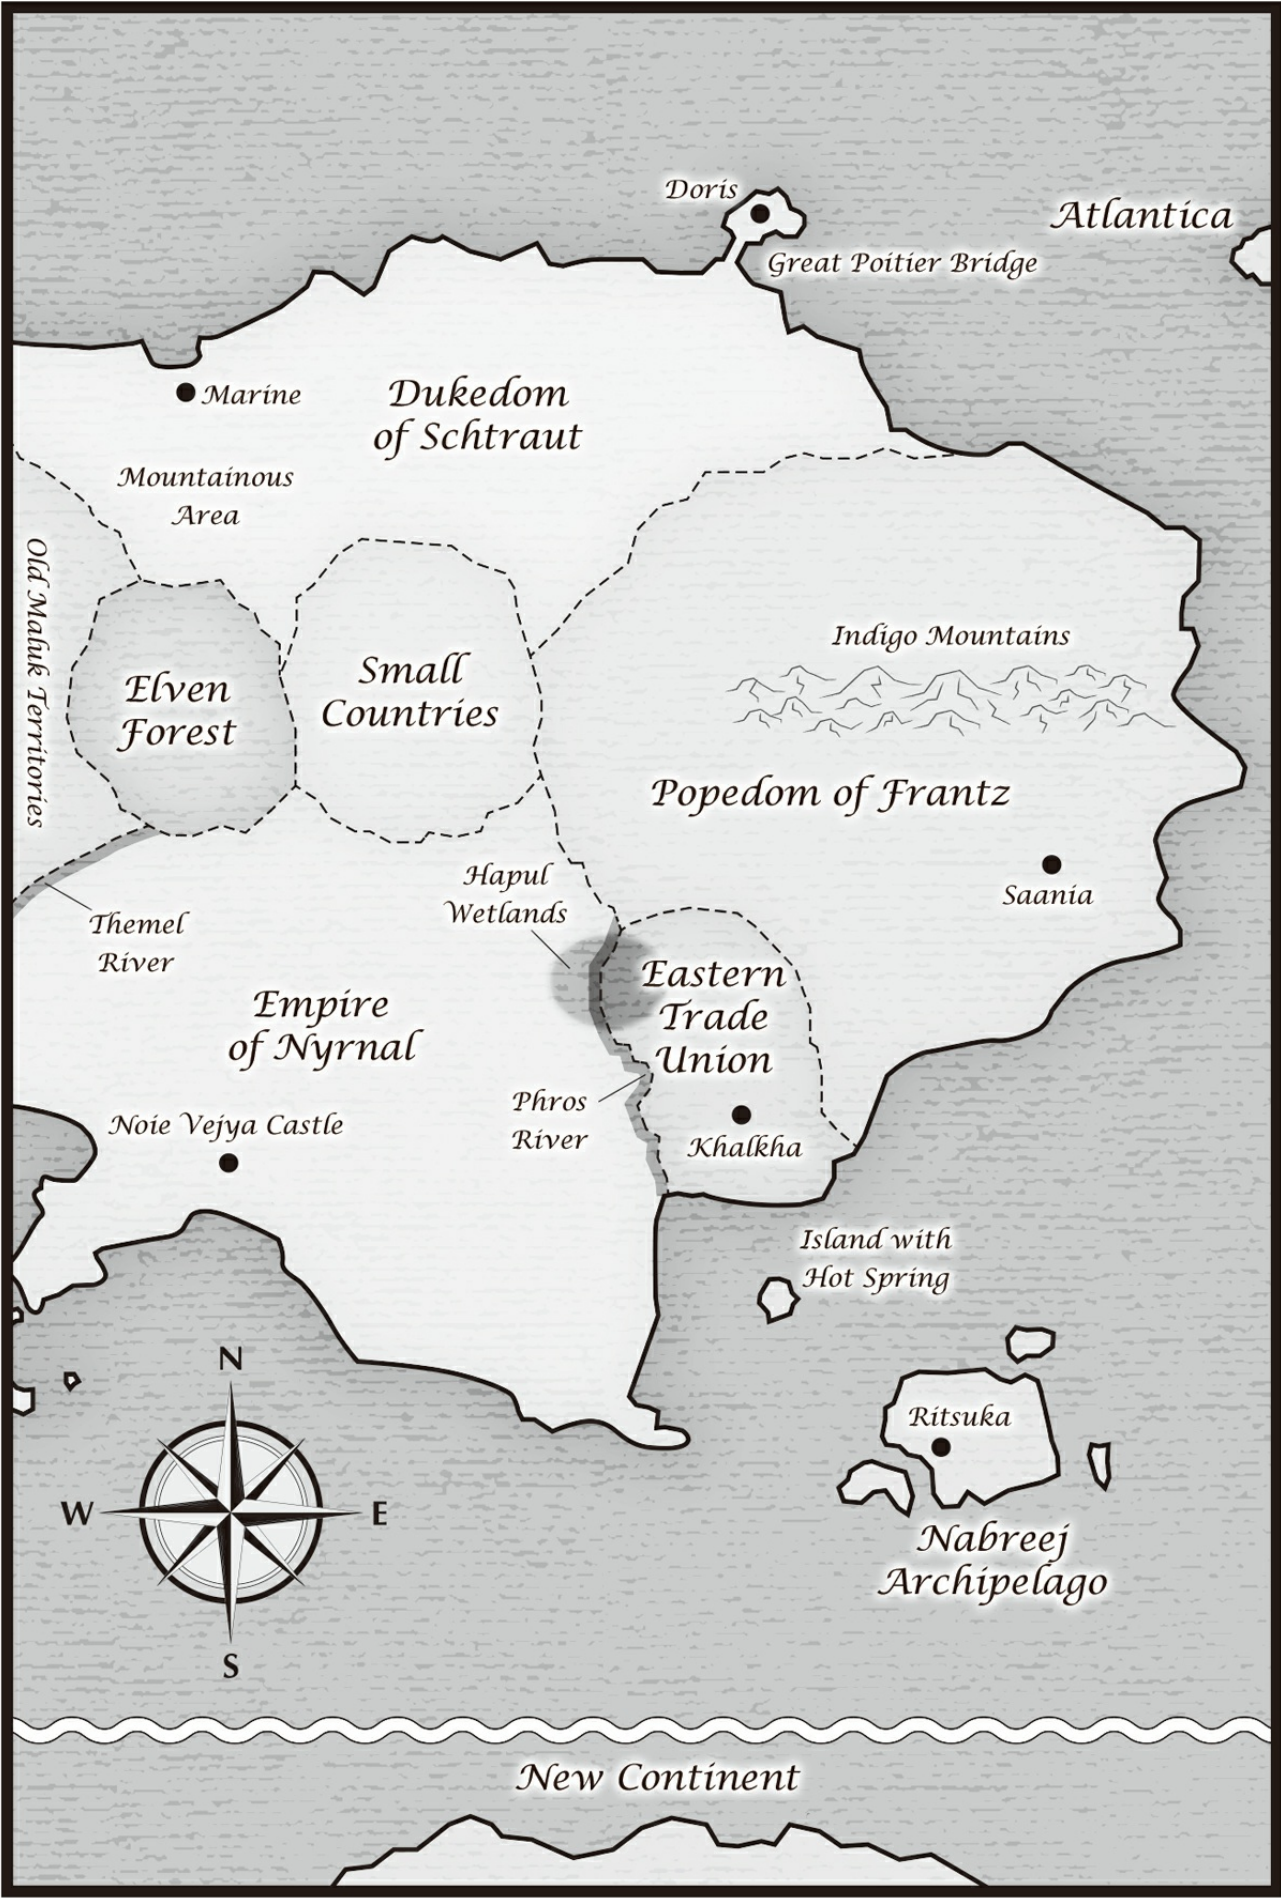 Doris
Atlantica
Great Poitier Bridge
Marine
Dukedom
of Schtraut
Mountainous
Area
Old Maluk Territories
Indigo Mountains
Elven
Forest
Small
Countries
Popedom of Frantz
Hapul
Wetlands
Saania
Themel
River
Eastern
Trade
Union
Empire
of Nyrnal
Phros
River
Noie Vejya Castle
Khalkha
Island with
Hot Spring
N
Ritsuka
W
E
Nabreej
Archipelago
S
New Continent